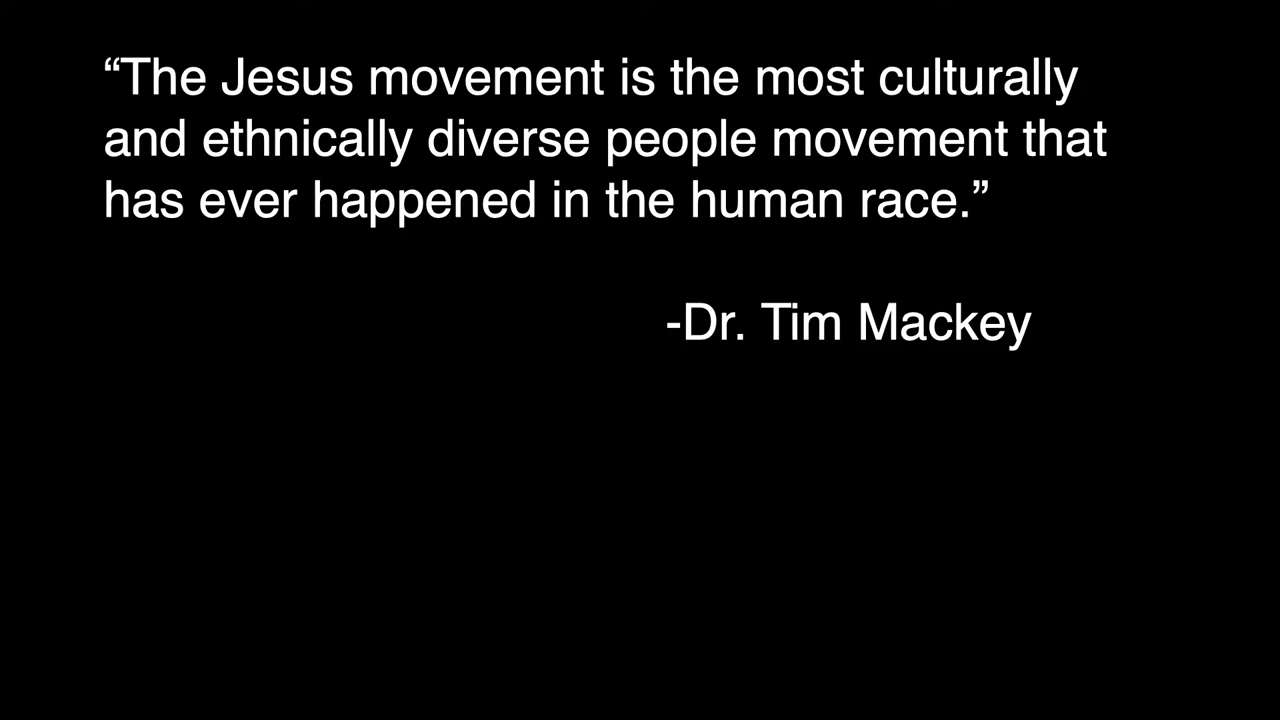 “The Jesus movement is the most culturally
and ethnically diverse people movement that
has ever happened in the human race.”
-Dr. Tim Mackey